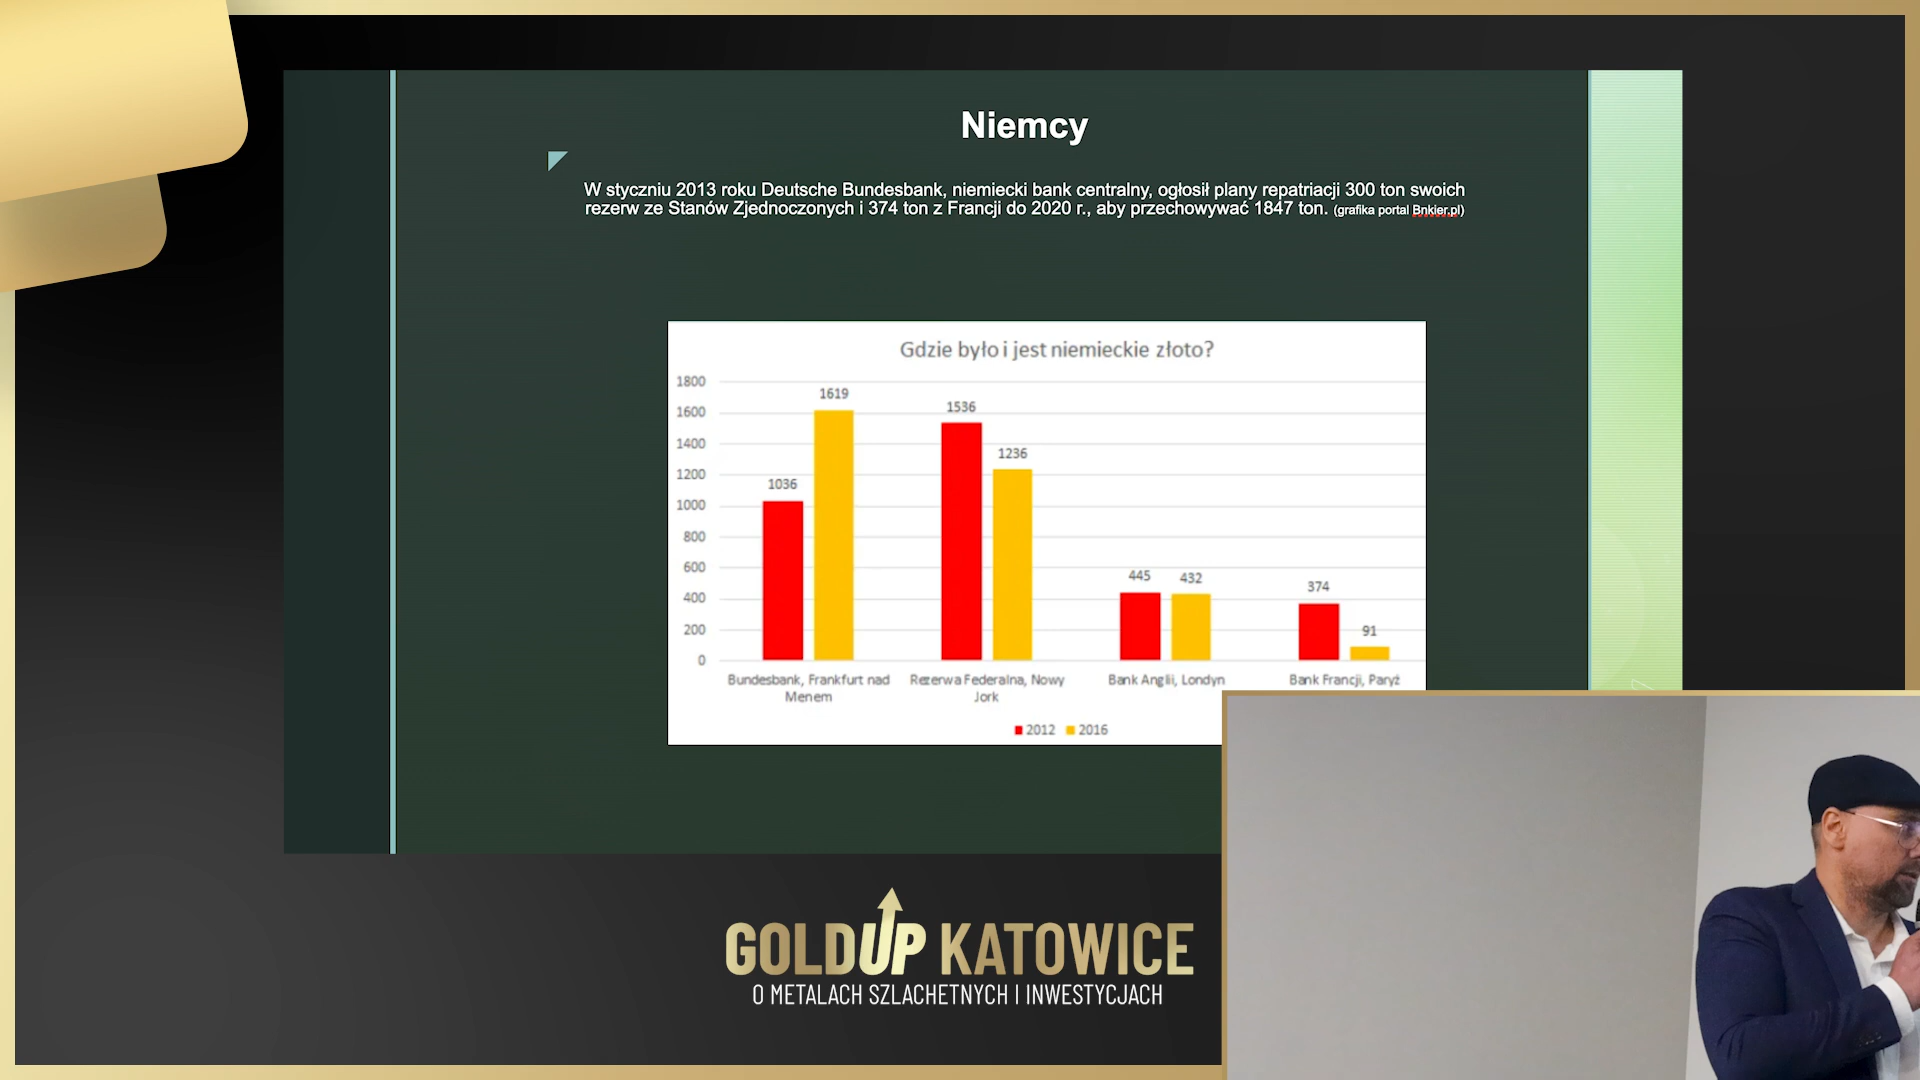 Niemcy
W styczniu 2013 roku Deutsche Bundesbank, niemiecki bank centralny, ogłosił plany repatriacji 300 ton swoich
rezerw ze Stanów Zjednoczonych i 374 ton z Francji do 2020 r., aby przechowywać 1847 ton. (grafika portal Bnkier.pl)
Gdzie było i jest niemieckie złoto?
1800
1600
1400
1200
1000
800
600
400
200
0
1036
1619
1536
1236
445
432
374
91
Bundesbank, Frankfurt nad
Menem
Rezerwa Federalna, Nowy
Jork
Bank Anglii, Londyn
Bank Francji, Paryż
2012
2016
GOLDUP KATOWICE
O METALACH SZLACHETNYCH I INWESTYCJACH